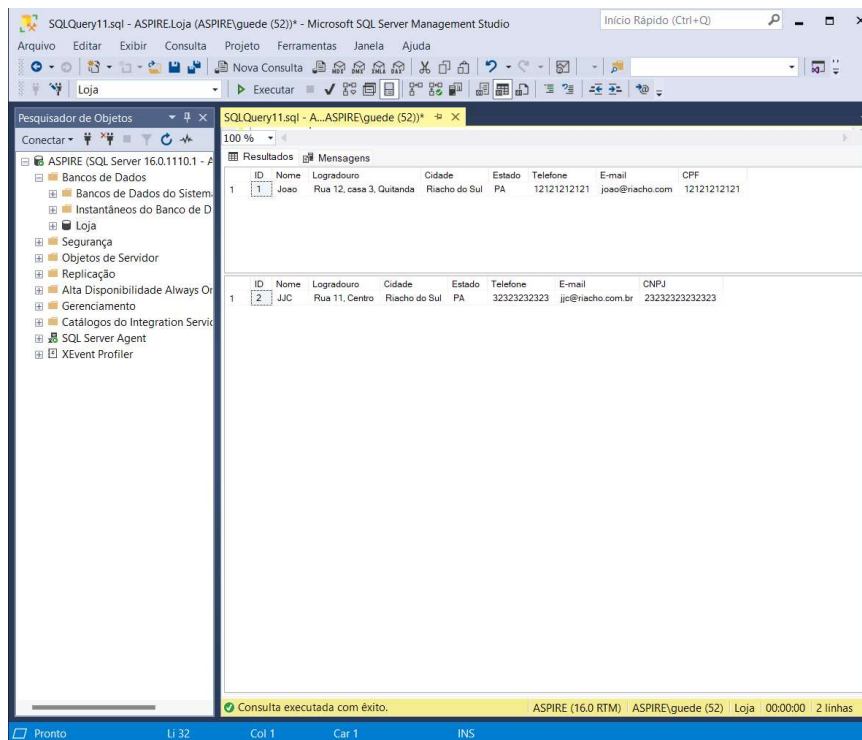 SQLQuery11.sql - ASPIRE.Loja (ASPIRE\guede (52))* - Microsoft SQL Server Management Studio
Início Rápido (Ctrl+Q)
Arquivo Editar Exibir Consulta Projeto Ferramentas Janela Ajuda
Nova Consulta MDX DMX XMLA DAX
Loja Executar
Pesquisador de Objetos
SQLQuery11.sql - A...ASPIRE\guede (52))*
Conectar
100 %
Resultados Mensagens
ASPIRE (SQL Server 16.0.1110.1 - A
Bancos de Dados
Bancos de Dados do Sistema
Instantâneos do Banco de D
Loja
Segurança
Objetos de Servidor
Replicação
Alta Disponibilidade Always Or
Gerenciamento
Catálogos do Integration Servic
SQL Server Agent
XEvent Profiler
ID Nome Logradouro Cidade Estado Telefone E-mail CPF
1 1 Joao Rua 12, casa 3, Quitanda Riacho do Sul PA 12121212121 joao@riacho.com 12121212121
ID Nome Logradouro Cidade Estado Telefone E-mail CNPJ
1 2 JJC Rua 11, Centro Riacho do Sul PA 32323232323 jjc@riacho.com.br 23232323232323
Consulta executada com êxito. ASPIRE (16.0 RTM) ASPIRE\guede (52) Loja 00:00:00 2 linhas
Pronto Li 32 Col 1 Car 1 INS